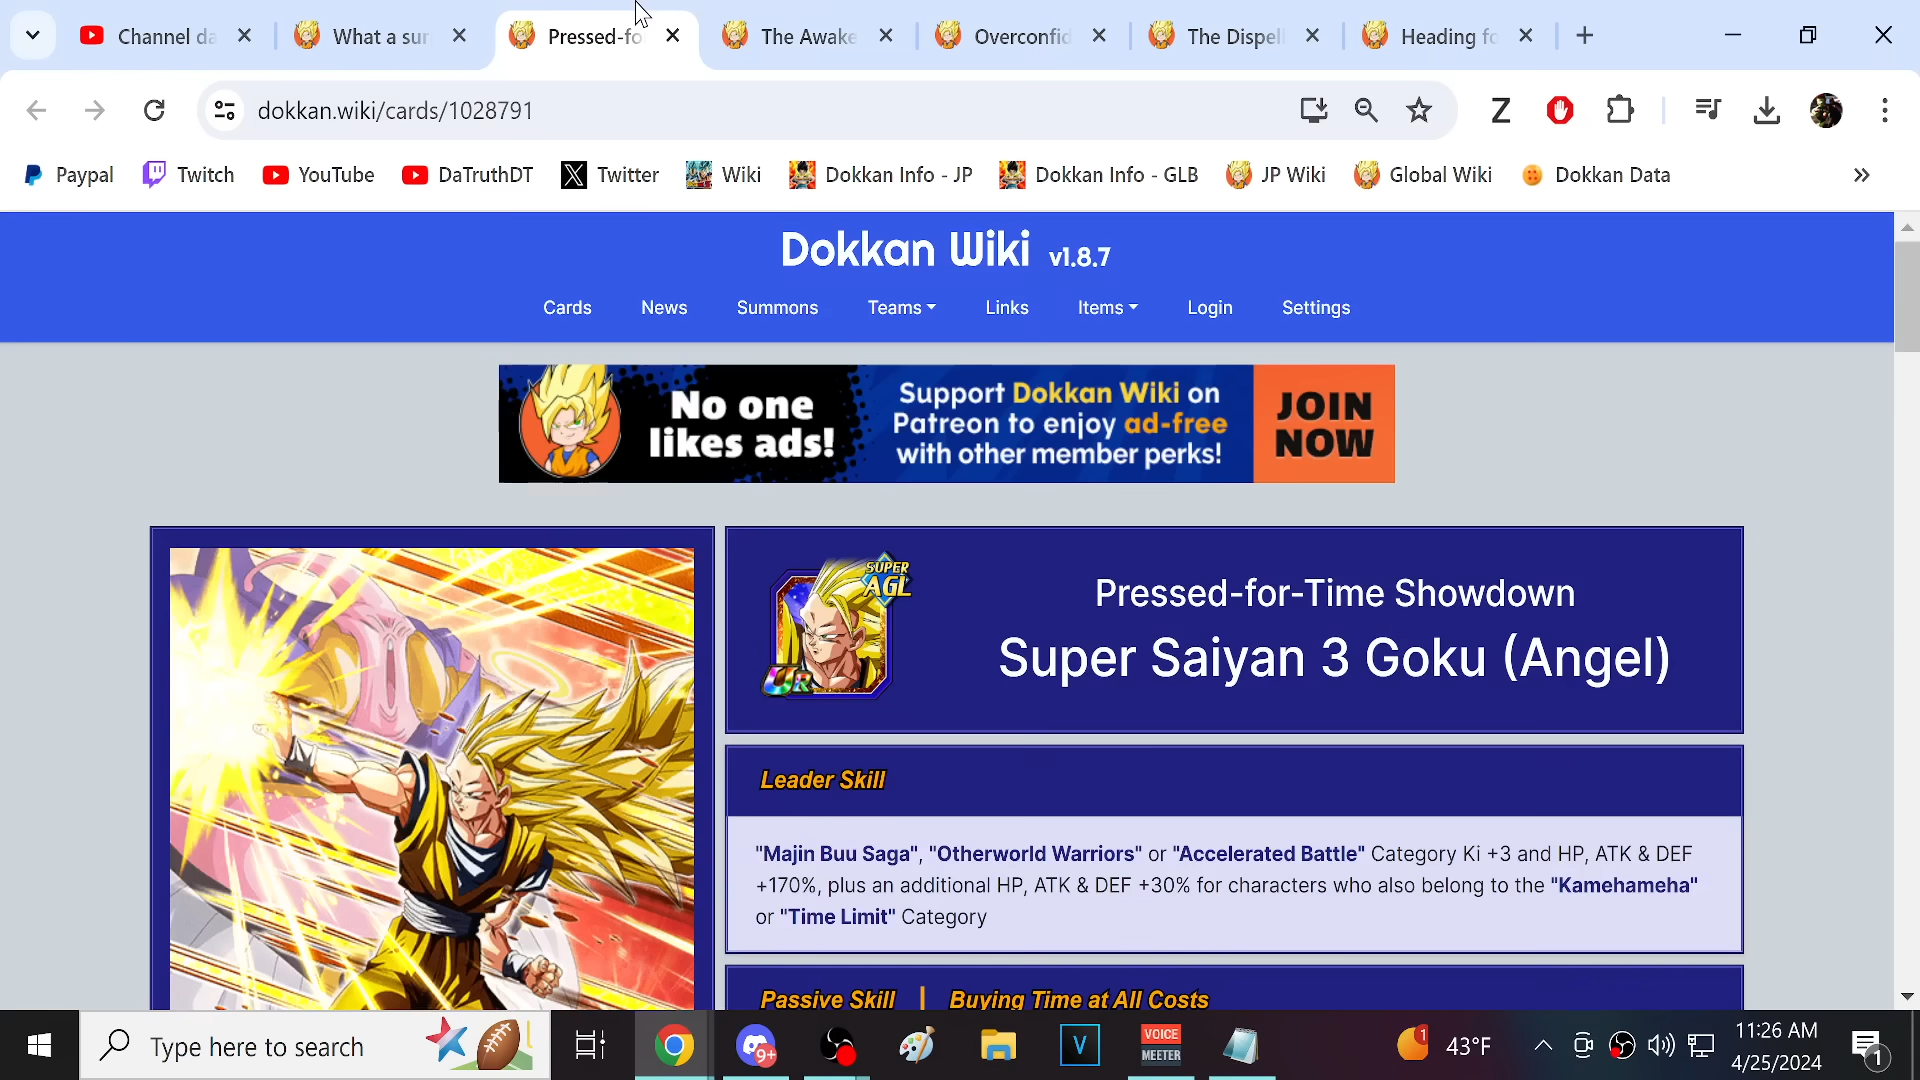 Channel da
What a sur
Pressed-fo
The Awake
Overconfid
The Dispell
Heading fo
dokkan.wiki/cards/1028791
Z
Paypal
Twitch
YouTube
DaTruthDT
X
Twitter
Wiki
Dokkan Info - JP
Dokkan Info - GLB
JP Wiki
Global Wiki
Dokkan Data
»
Dokkan Wiki v1.8.7
Cards
News
Summons
Teams
Links
Items
Login
Settings
No one
likes ads!
Support Dokkan Wiki on
Patreon to enjoy ad-free
with other member perks!
JOIN
NOW
SUPER
AGL
UR
Pressed-for-Time Showdown
Super Saiyan 3 Goku (Angel)
Leader Skill
"Majin Buu Saga", "Otherworld Warriors" or "Accelerated Battle" Category Ki +3 and HP, ATK & DEF
+170%, plus an additional HP, ATK & DEF +30% for characters who also belong to the "Kamehameha"
or "Time Limit" Category
Passive Skill | Buying Time at All Costs
Type here to search
9+
V
VOICE
MEETER
1
43°F
11:26 AM
4/25/2024
1